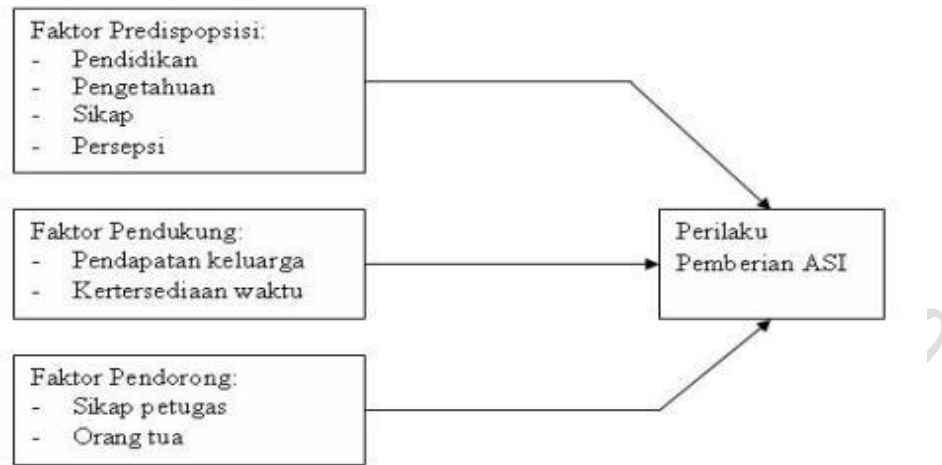 Faktor Predispopsisi:
- Pendidikan
- Pengetahuan
- Sikap
- Persepsi
Faktor Pendukung:
- Pendapatan keluarga
- Kertersediaan waktu
Faktor Pendorong:
- Sikap petugas
- Orang tua
Perilaku
Pemberian ASI